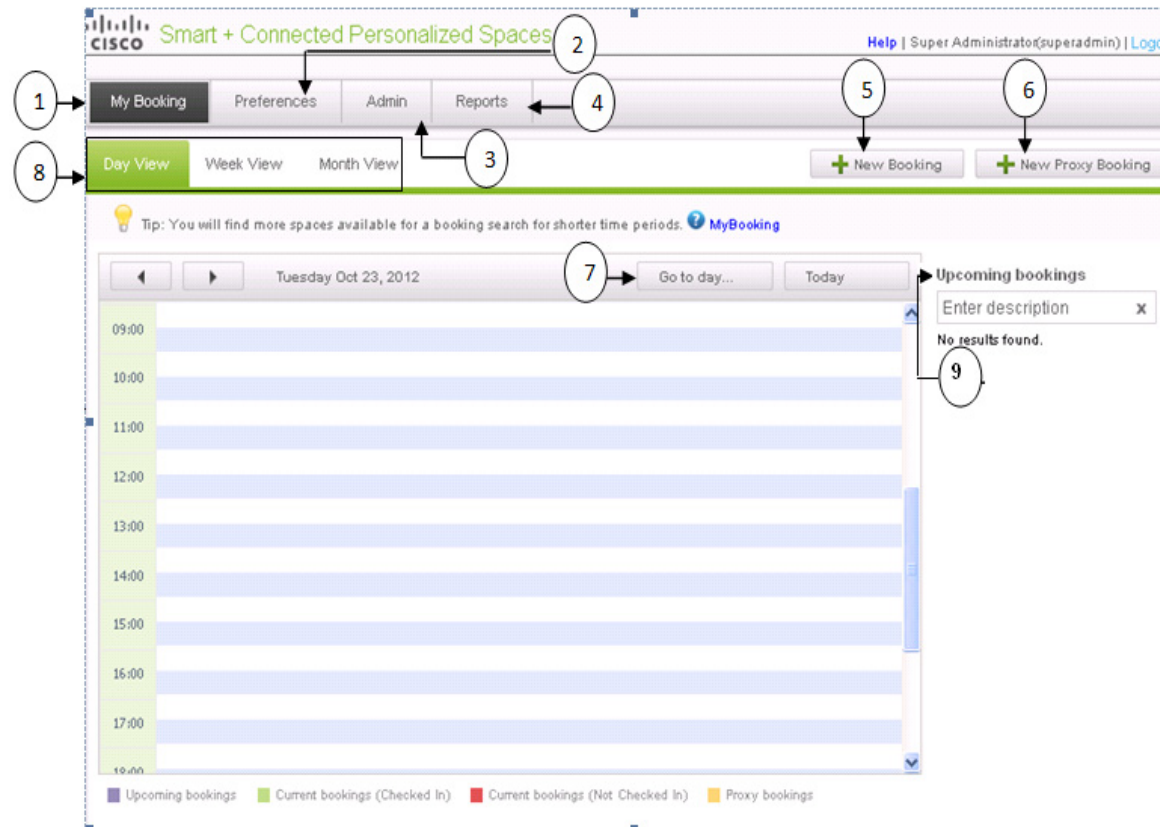 CISCO Smart + Connected Personalized Spaces
2
Help | Super Administrator(superadmin) |
1
My Booking Preferences Admin Reports
4
5
6
3
8
Day View Week View Month View
New Booking New Proxy Booking
Tip: You will find more spaces available for a booking search for shorter time periods. ? MyBooking
Tuesday Oct 23, 2012
7
Go to day... Today
Upcoming bookings
Enter description x
No results found.
9
09:00
10:00
11:00
12:00
13:00
14:00
15:00
16:00
17:00
18:00
Upcoming bookings Current bookings (Checked In) Current bookings (Not Checked In) Proxy bookings